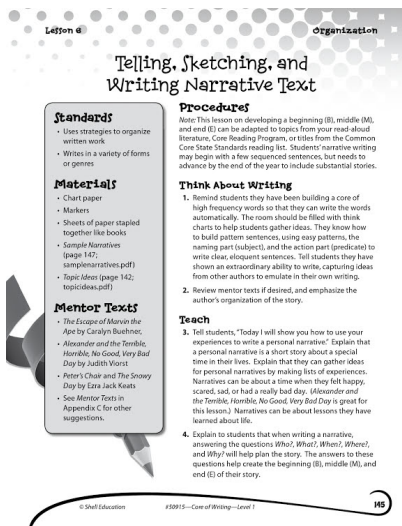 Lesson 6
Organization
Telling, Sketching, and
Writing Narrative Text
Standards
• Uses strategies to organize
written work
• Writes in a variety of forms
or genres
Materials
• Chart paper
• Markers
• Sheets of paper stapled
together like books
• Sample Narratives
(page 147;
samplenarratives.pdf)
• Topic Ideas (page 142;
topicideas.pdf)
Mentor Texts
• The Escape of Marvin the
Ape by Caralyn Buehner,
• Alexander and the Terrible,
Horrible, No Good, Very Bad
Day by Judith Viorst
• Peter's Chair and The Snowy
Day by Ezra Jack Keats
• See Mentor Texts in
Appendix C for other
suggestions.
Procedures
Note: This lesson on developing a beginning (B), middle (M),
and end (E) can be adapted to topics from your read-aloud
literature, Core Reading Program, or titles from the Common
Core State Standards reading list. Students' narrative writing
may begin with a few sequenced sentences, but needs to
advance by the end of the year to include substantial stories.
Think About Writing
1. Remind students they have been building a core of
high frequency words so that they can write the words
automatically. The room should be filled with think
charts to help students gather ideas. They know how
to build pattern sentences, using easy patterns, the
naming part (subject), and the action part (predicate) to
write clear, eloquent sentences. Tell students they have
shown an extraordinary ability to write, capturing ideas
from other authors to emulate in their own writing.
2. Review mentor texts if desired, and emphasize the
author's organization of the story.
Teach
3. Tell students, "Today I will show you how to use your
experiences to write a personal narrative." Explain that
a personal narrative is a short story about a special
time in their lives. Explain that they can gather ideas
for personal narratives by making lists of experiences.
Narratives can be about a time when they felt happy,
scared, sad, or had a really bad day. (Alexander and
the Terrible, Horrible, No Good, Very Bad Day is great for
this lesson.) Narratives can be about lessons they have
learned about life.
4. Explain to students that when writing a narrative,
answering the questions Who?, What?, When?, Where?,
and Why? will help plan the story. The answers to these
questions help create the beginning (B), middle (M), and
end (E) of their story.
© Shell Education
#50915—Core of Writing—Level 1
145